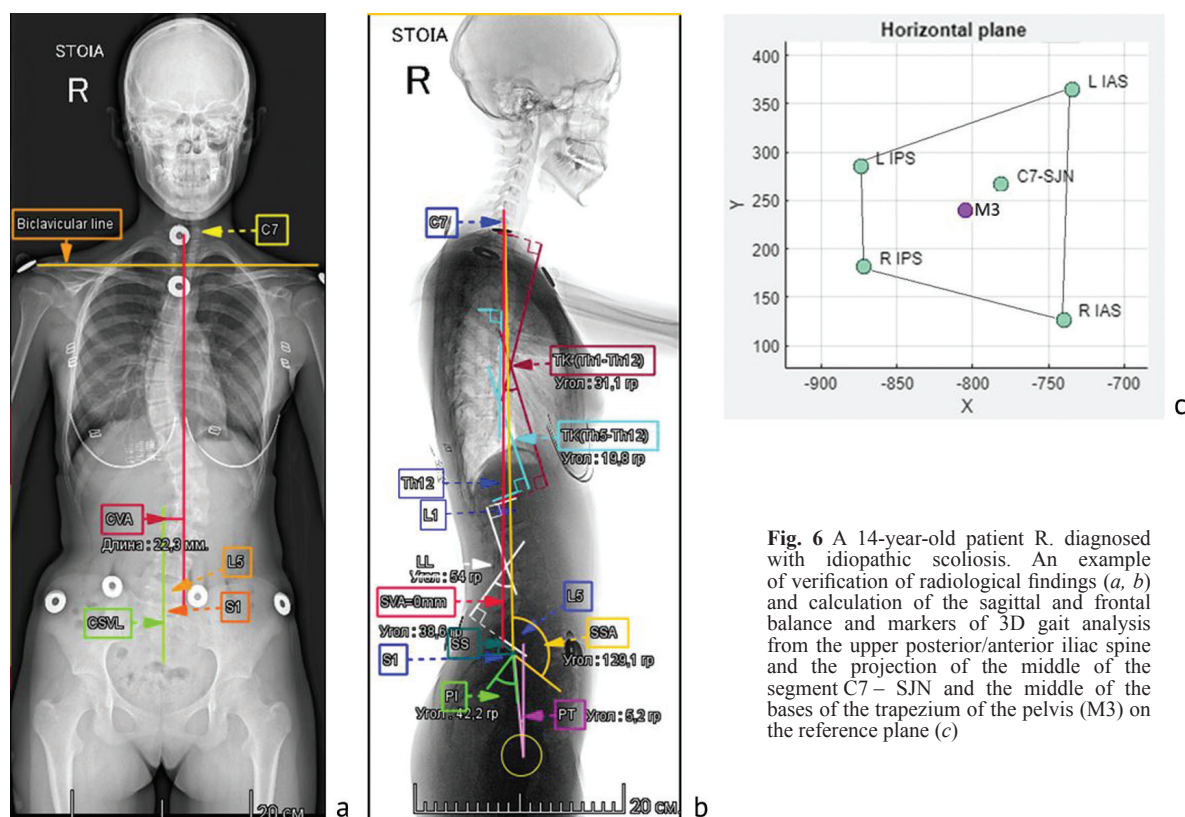 STOIA
R
Biclavicular line
C7
CVA
Длина : 22,3 мм.
L5
S1
CSVL
20 см
a
STOIA
R
C7
TK(Th1-Th12)
Угол : 31,1 гр
TK(Th5-Th12)
Угол : 19,8 гр
Th12
L1
LL
Угол : 54 гр
SVA=0mm
L5
Угол : 38,6 гр
SS
SSA
S1
Угол : 129,1 гр
PI
Угол : 42,2 гр
PT
Угол : 5,2 гр
20 см
b
Horizontal plane
400
350
300
250
200
150
100
Y
L IAS
L IPS
C7-SJN
M3
R IPS
R IAS
-900
-850
-800
-750
-700
X
c
Fig. 6 A 14-year-old patient R. diagnosed
with idiopathic scoliosis. An example
of verification of radiological findings (a, b)
and calculation of the sagittal and frontal
balance and markers of 3D gait analysis
from the upper posterior/anterior iliac spine
and the projection of the middle of the
segment C7 – SJN and the middle of the
bases of the trapezium of the pelvis (M3) on
the reference plane (c)